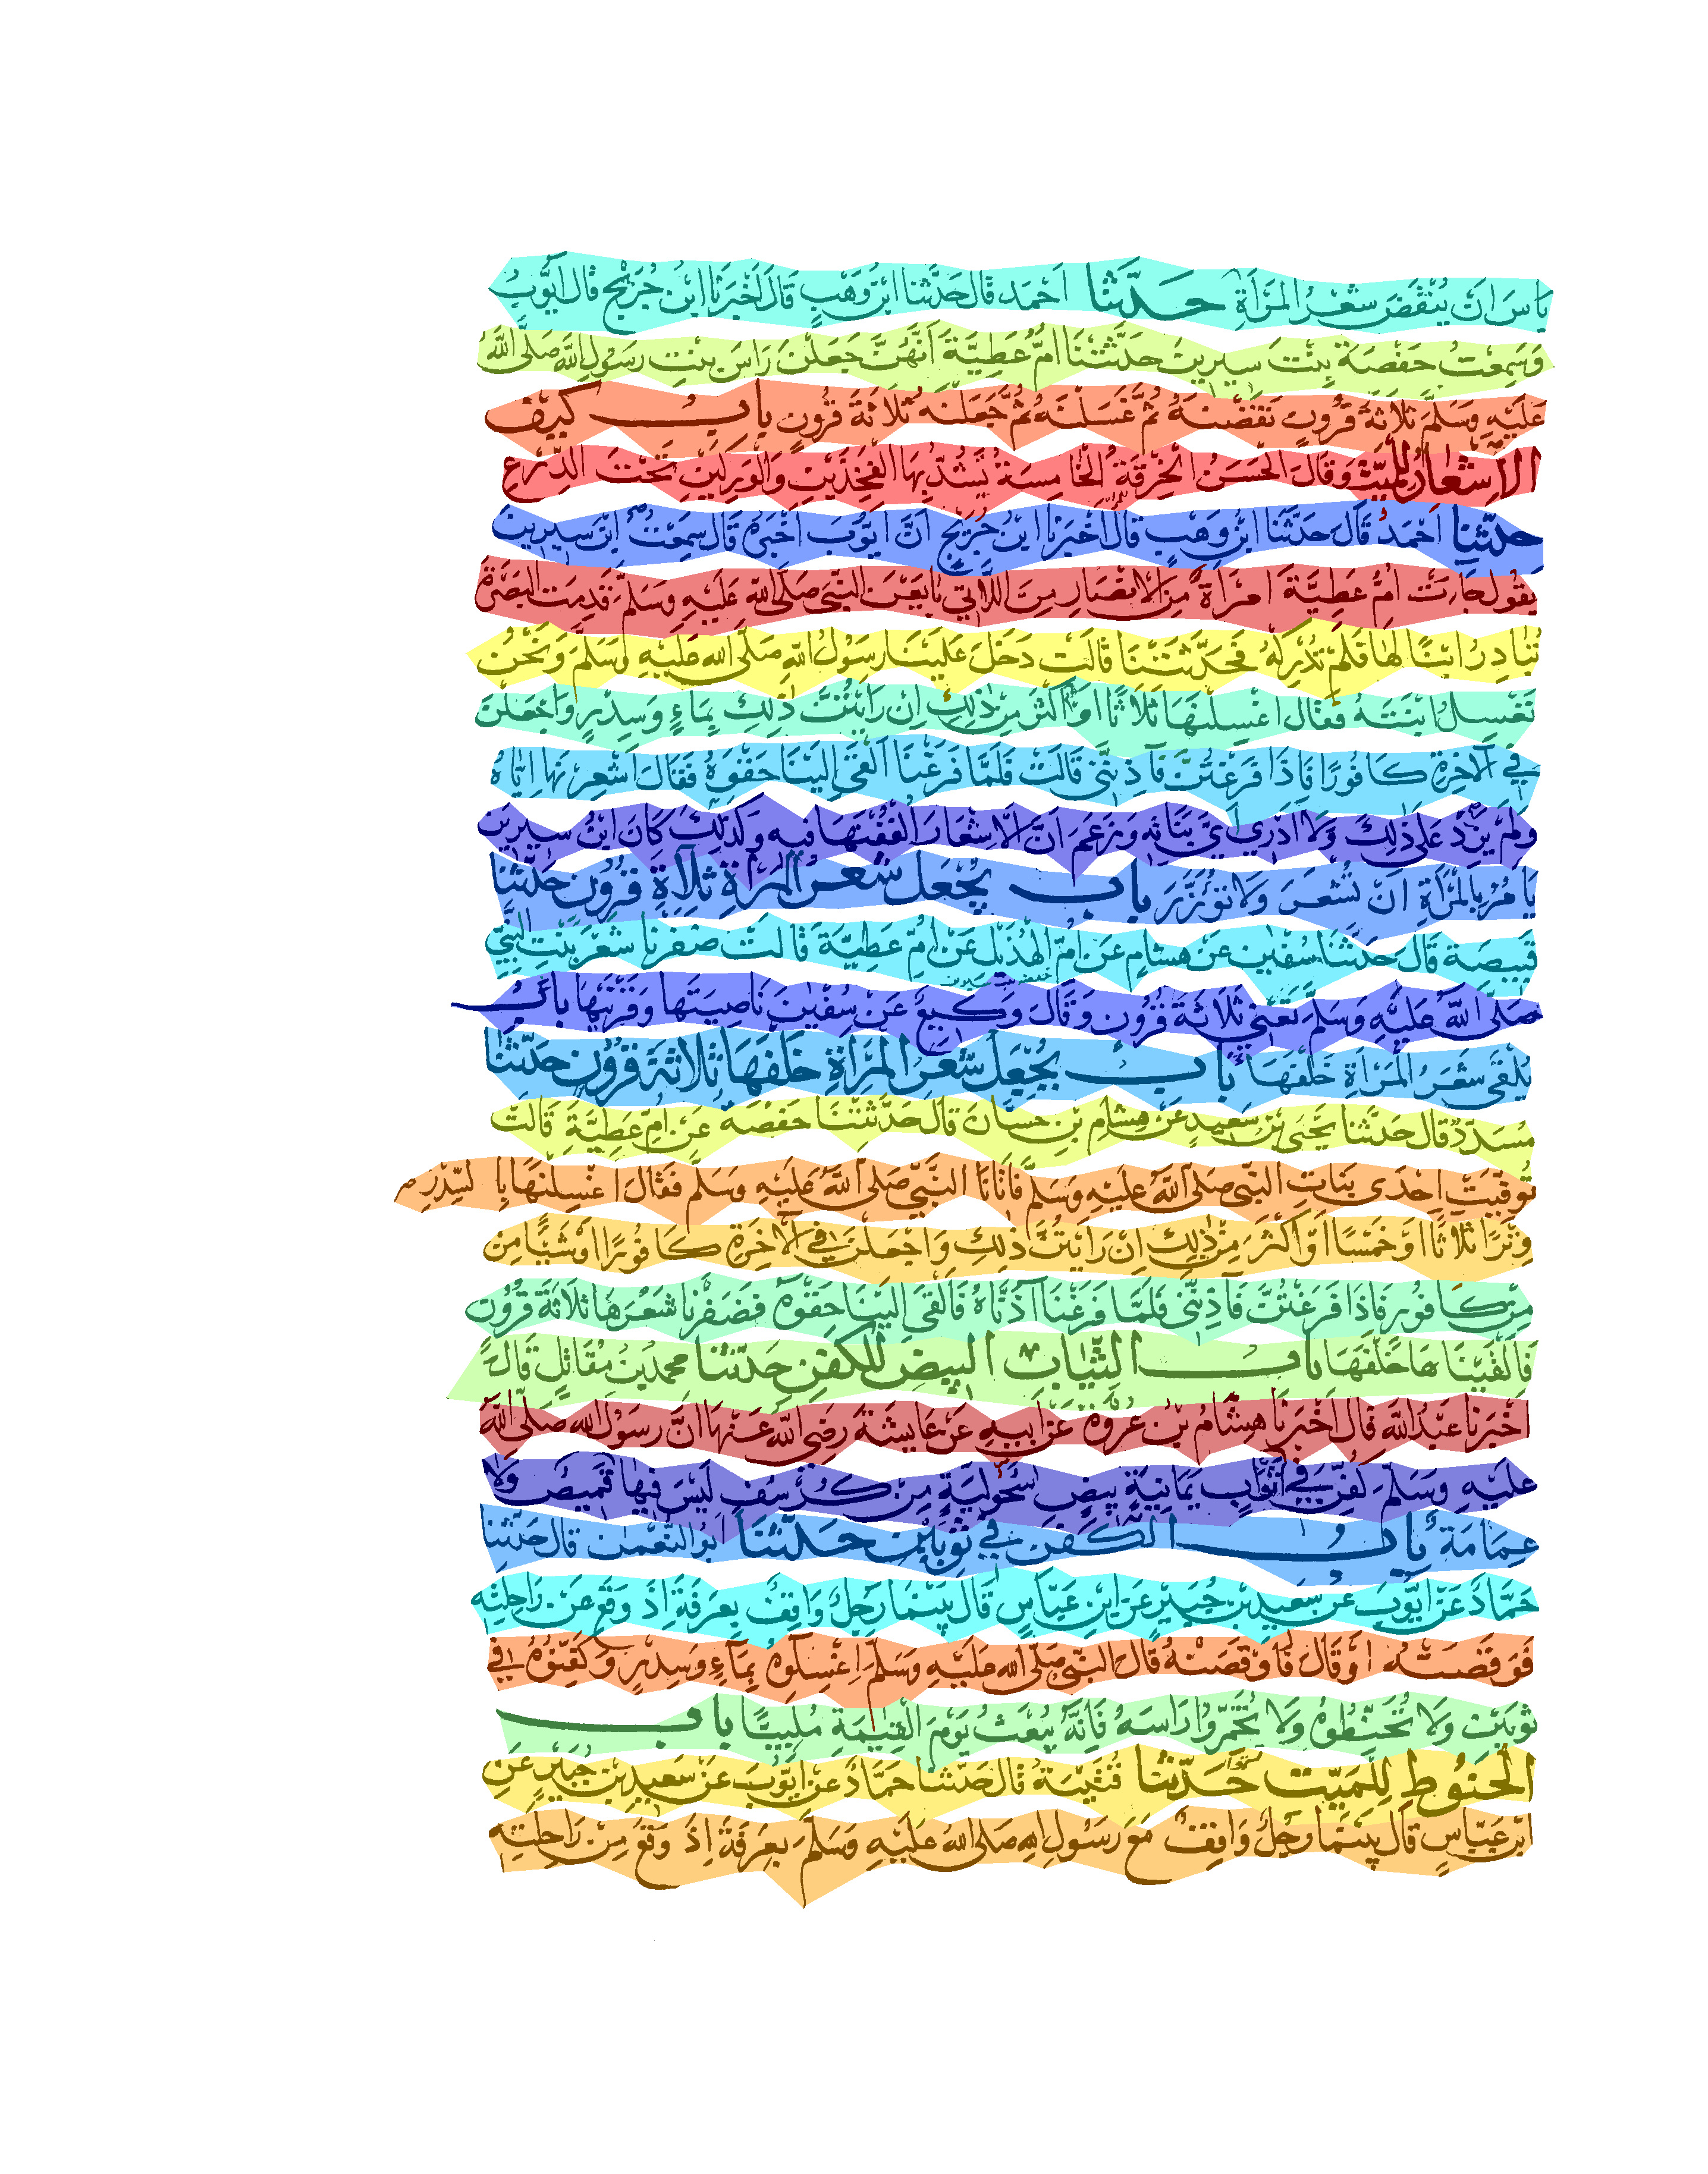 باس ان ينقض شعر المراة حدثنا احمد قال حدثنا ابن وهب قال اخبرنا ابن جريج قال ايوب
وسمعت حفصة بنت سيرين حدثتنا ام عطية انهن جعلن راس بنت رسول الله صلى الله
عليه وسلم ثلاثة قرون نقضنه ثم غسلنه ثم جعلنه ثلاثة قرون باب كيف
الاشعار للميت وقال الحسن الخرقة الخامسة تشد بها الفخذين والوركين تحت الدرع
حدثنا احمد قال حدثنا ابن وهب قال اخبرنا ابن جريج ان ايوب اخبره قال سمعت ابن سيرين
يقول جاءت ام عطية امراة من الانصار من اللاتي بايعن النبي صلى الله عليه وسلم قدمت البصرة
تبادر ابنا لها فلم تدركه فحدثتنا قالت دخل علينا رسول الله صلى الله عليه وسلم ونحن
نغسل ابنته فقال اغسلنها ثلاثا او اكثر من ذلك ان رايتن ذلك بماء وسدر واجعلن
في الاخرة كافورا فاذا فرغتن فآذنني قالت فلما فرغنا القى الينا حقوه فقال اشعرنها اياه
ولم يزد على ذلك ولا ادري اي بناته وزعم ان الاشعار الففنها فيه وكذلك كان ابن سيرين
يامر بالمراة ان تشعر ولا تؤزر باب يجعل شعر المراة ثلاثة قرون حدثنا
قبيصة قال حدثنا سفين عن هشام عن ام الهذيل عن ام عطية قالت ضفرنا شعر بنت النبي
صلى الله عليه وسلم تعني ثلاثة قرون وقال وكيع عن سفين ناصيتها وقرنيها باب
يلقى شعر المراة خلفها باب يجعل شعر المراة خلفها ثلاثة قرون حدثنا
مسدد قال حدثنا يحيى بن سعيد عن هشام بن حسان قال حدثتنا حفصة عن ام عطية قالت
توفيت احدى بنات النبي صلى الله عليه وسلم فاتانا النبي صلى الله عليه وسلم فقال اغسلنها بالسدر
وترا ثلاثا او خمسا او اكثر من ذلك ان رايتن ذلك واجعلن في الاخرة كافورا او شيئا من
من كافور فاذا فرغتن فآذنني فلما فرغنا آذناه فالقى الينا حقوه فضفرنا شعرها ثلاثة قرون
فالقيناها خلفها باب الثياب البيض للكفن حدثنا محمد بن مقاتل قال
اخبرنا عبد الله قال اخبرنا هشام بن عروة عن ابيه عن عايشة رضي الله عنها ان رسول الله صلى الله
عليه وسلم كفن في اثواب يمانية بيض سحولية من كرسف ليس فيها قميص ولا
عمامة باب الكفن في ثوبين حدثنا ابو النعمن قال حدثنا
حماد عن ايوب عن سعيد بن جبير عن ابن عباس قال بينما رجل واقف بعرفة اذ وقع عن راحلته
فوقصته او قال فاوقصته قال النبي صلى الله عليه وسلم اغسلوه بماء وسدر وكفنوه في
ثوبين ولا تحنطوه ولا تخمروا راسه فانه يبعث يوم القيمة ملبيا باب
الحنوط للميت حدثنا قتيبة قال حدثنا حماد عن ايوب عن سعيد بن جبير عن
ابن عباس قال بينما رجل واقف مع رسول الله صلى الله عليه وسلم بعرفة اذ وقع من راحلته